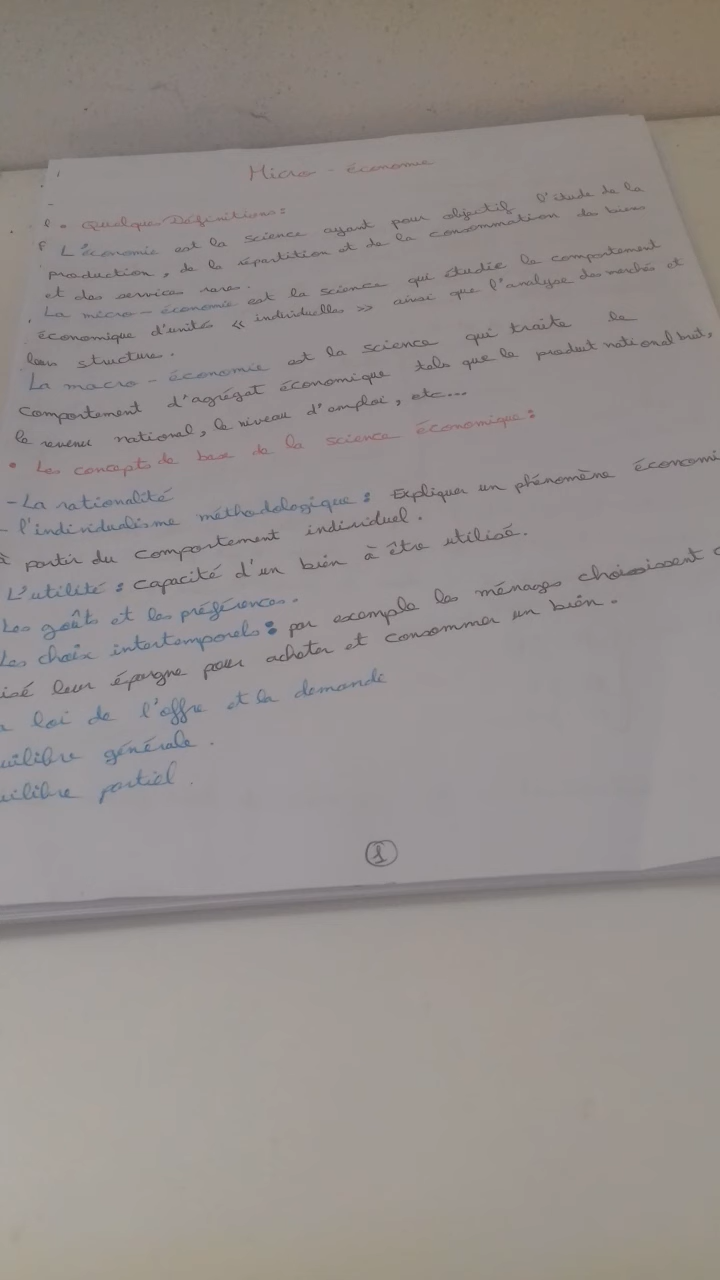 Micro - économie
• Quelque Définitions :
L'économie est la science ayant pour objectif l'étude de la
production, de la répartition et de la consommation des biens
et des services rares.
La micro - économie est la science qui étudie le comportement
économique d'unités « individuelles » ainsi que l'analyse des marchés et
leur structure.
La macro - économie est la science qui traite le
comportement d'agrégat économique tels que le produit national brut,
le revenu national, le niveau d'emploi, etc...
• Les concepts de base de la science économique :
- La rationalité
- l'individualisme méthodologique : Expliquer un phénomène économi
à partir du comportement individuel.
L'utilité : capacité d'un bien à être utilisé.
Les goûts et les préférences.
Les choix intertemporels : par exemple les ménages choisissent
isé leur épargne pour acheter et consommer un bien.
a loi de l'offre et la demande
uilibre générale.
uilibre partiel.
1